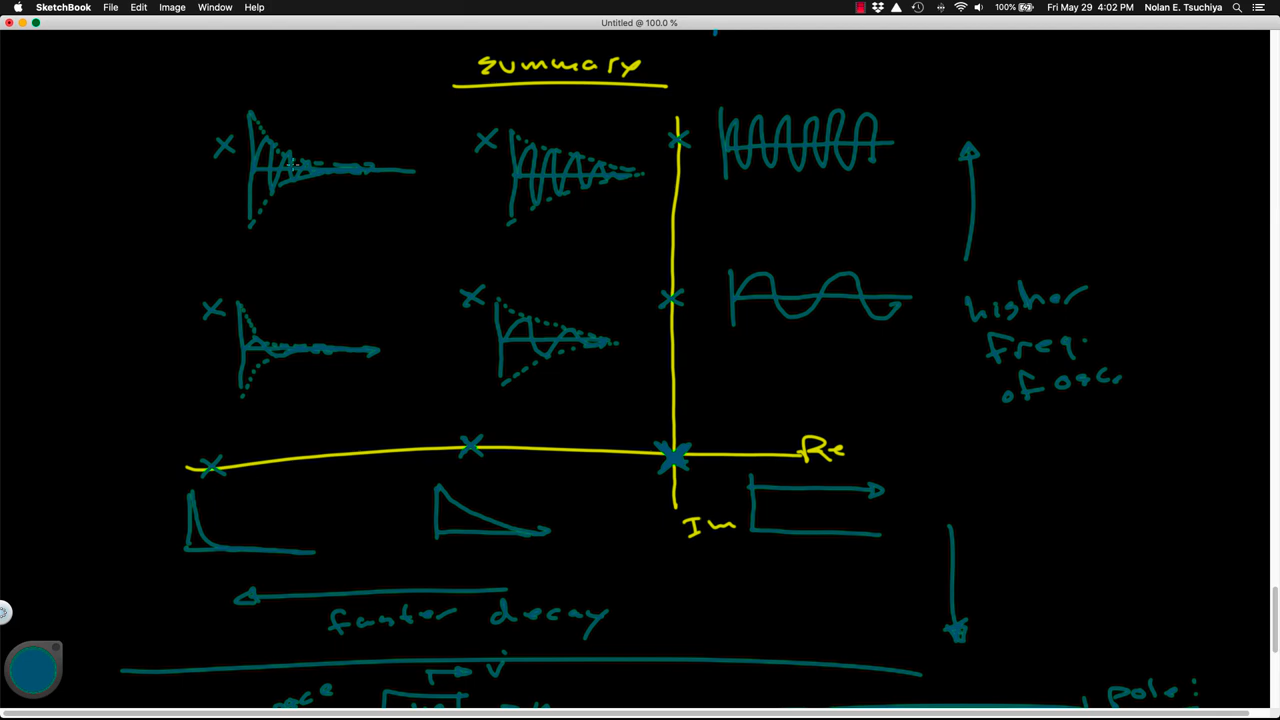 SketchBook File Edit Image Window Help 100% Fri May 29 4:02 PM Nolan E. Tsuchiya
Untitled @ 100.0 %
summary
higher
freq.
of osc.
Re
Im
faster decay
v
pole: